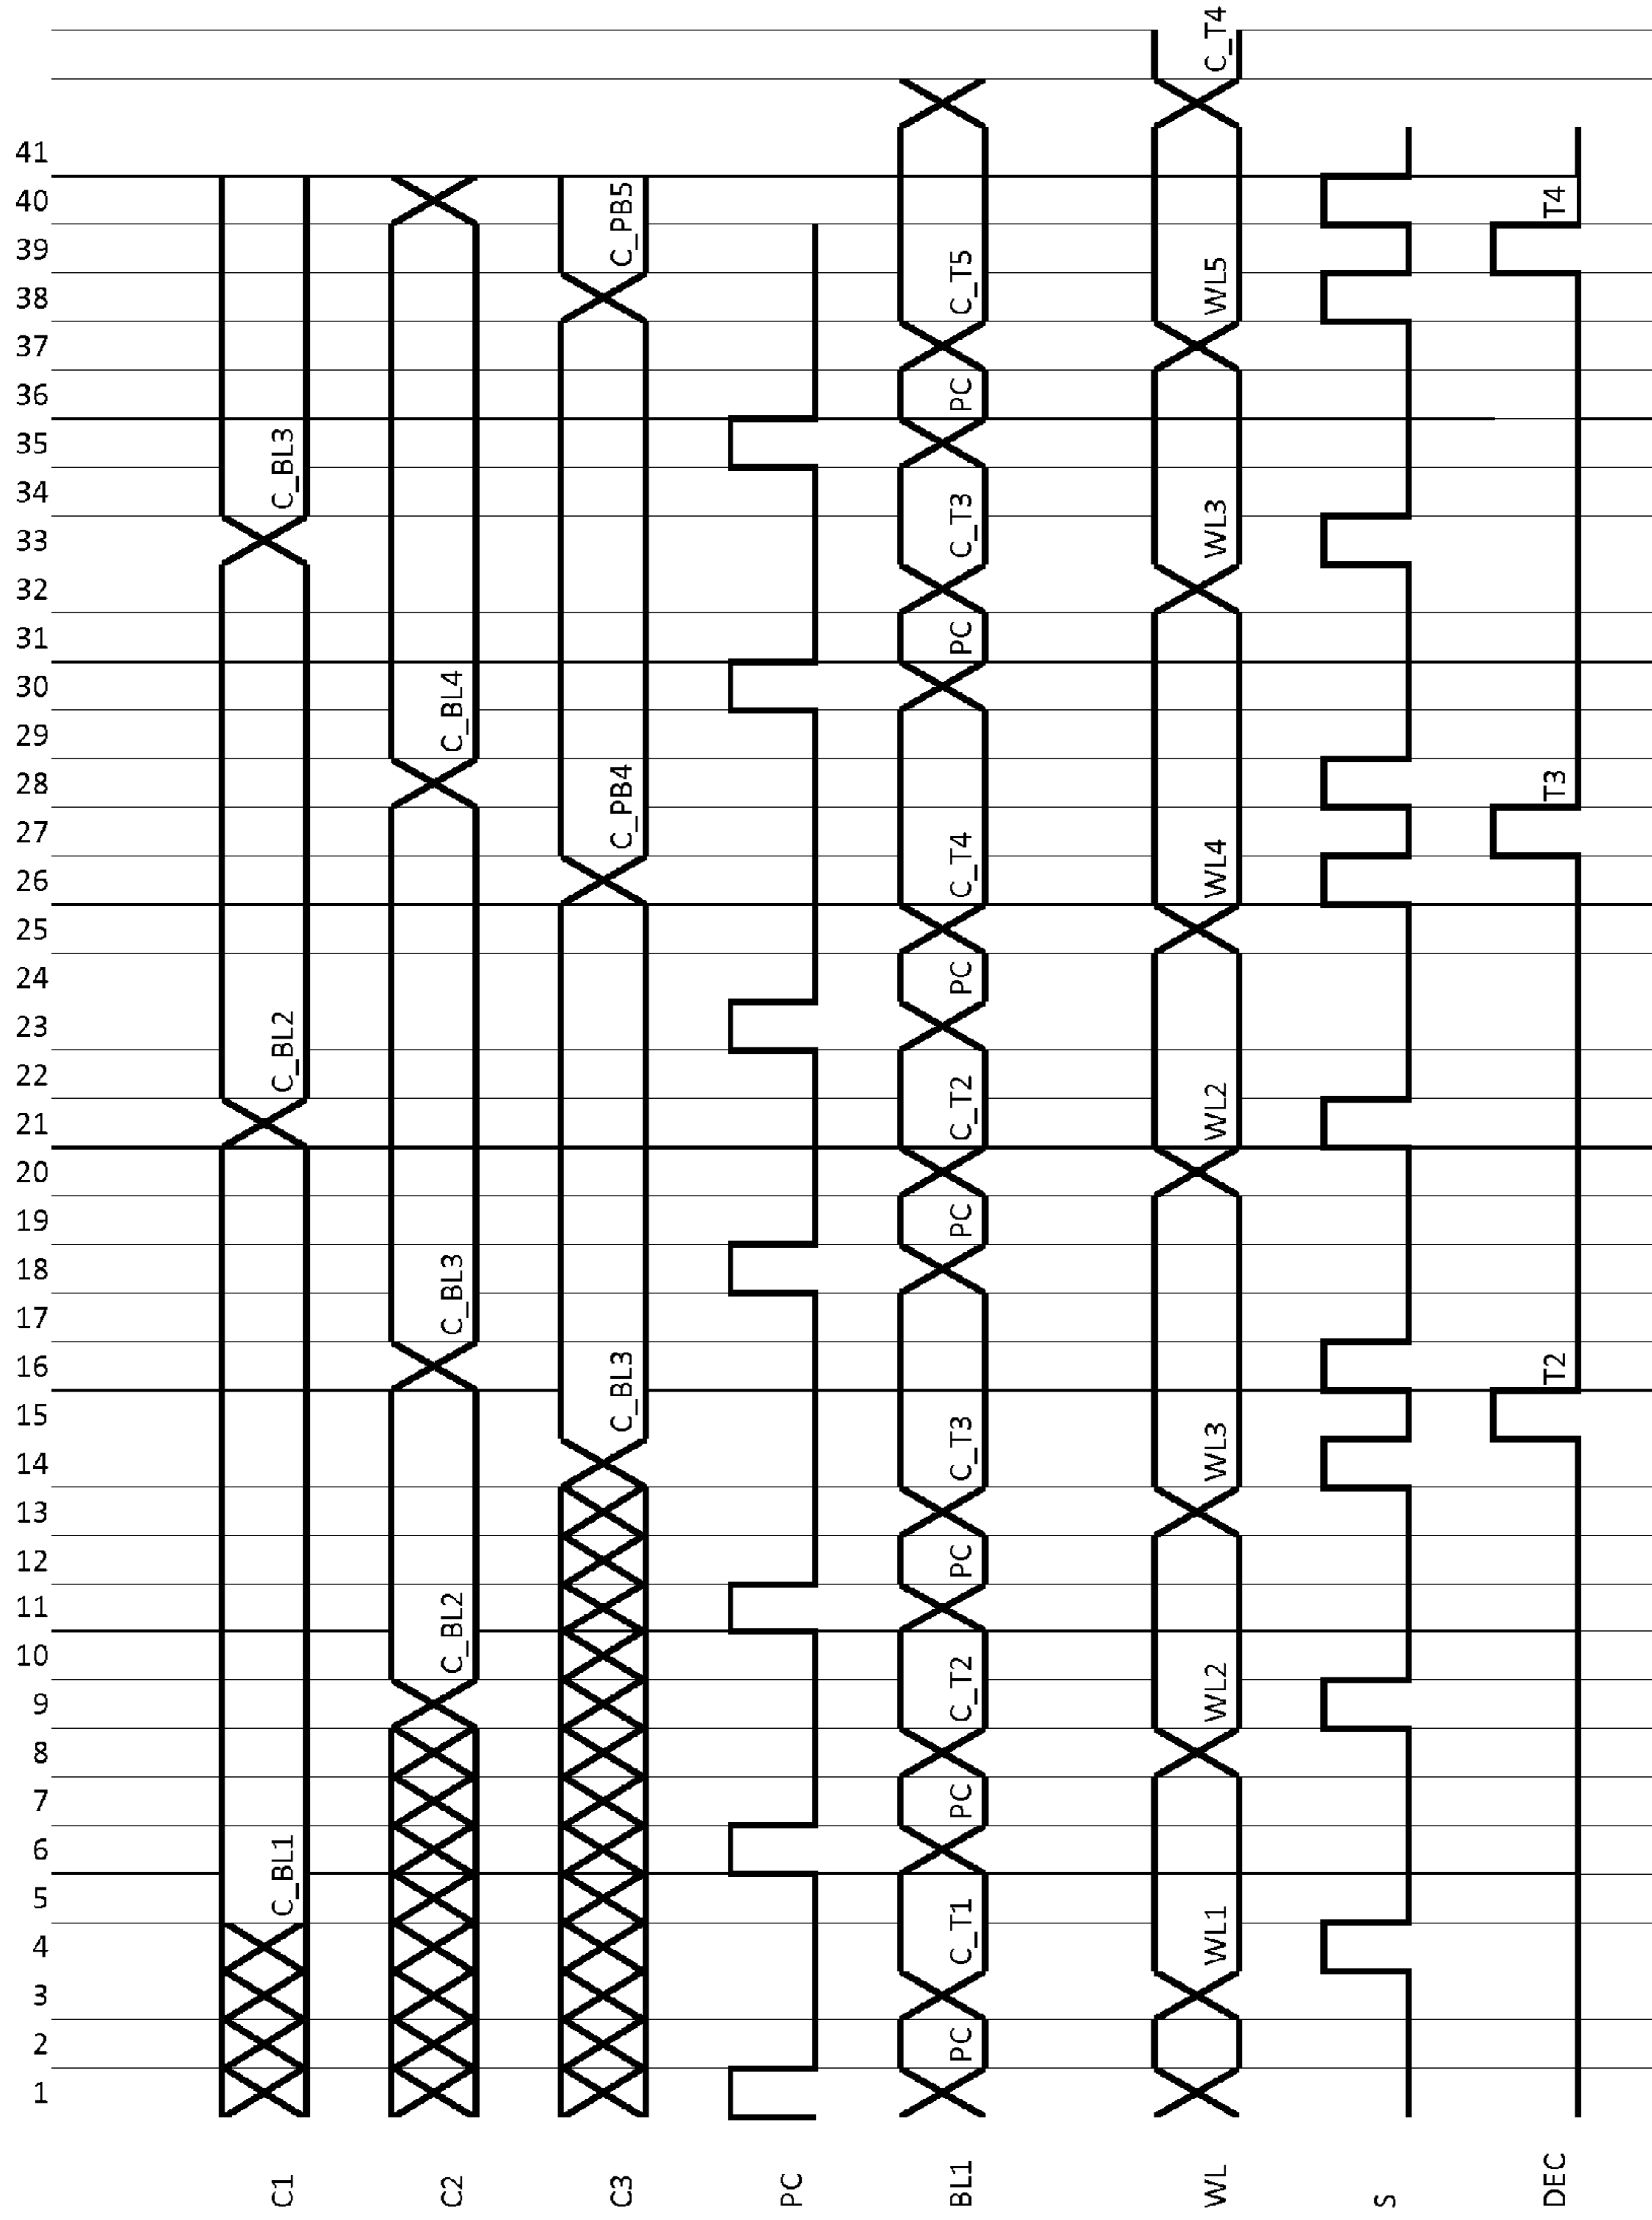 41
40
39
38
37
36
35
34
33
32
31
30
29
28
27
26
25
24
23
22
21
20
19
18
17
16
15
14
13
12
11
10
9
8
7
6
5
4
3
2
1
C1
C_BL1
C_BL2
C_BL3
C2
C_BL2
C_BL3
C_BL4
C3
C_BL3
C_PB4
C_PB5
PC
BL1
PC
C_T1
PC
C_T2
PC
C_T3
PC
C_T2
PC
C_T4
PC
C_T3
PC
C_T5
WL
WL1
WL2
WL3
WL2
WL4
WL3
WL5
C_T4
S
DEC
T2
T3
T4